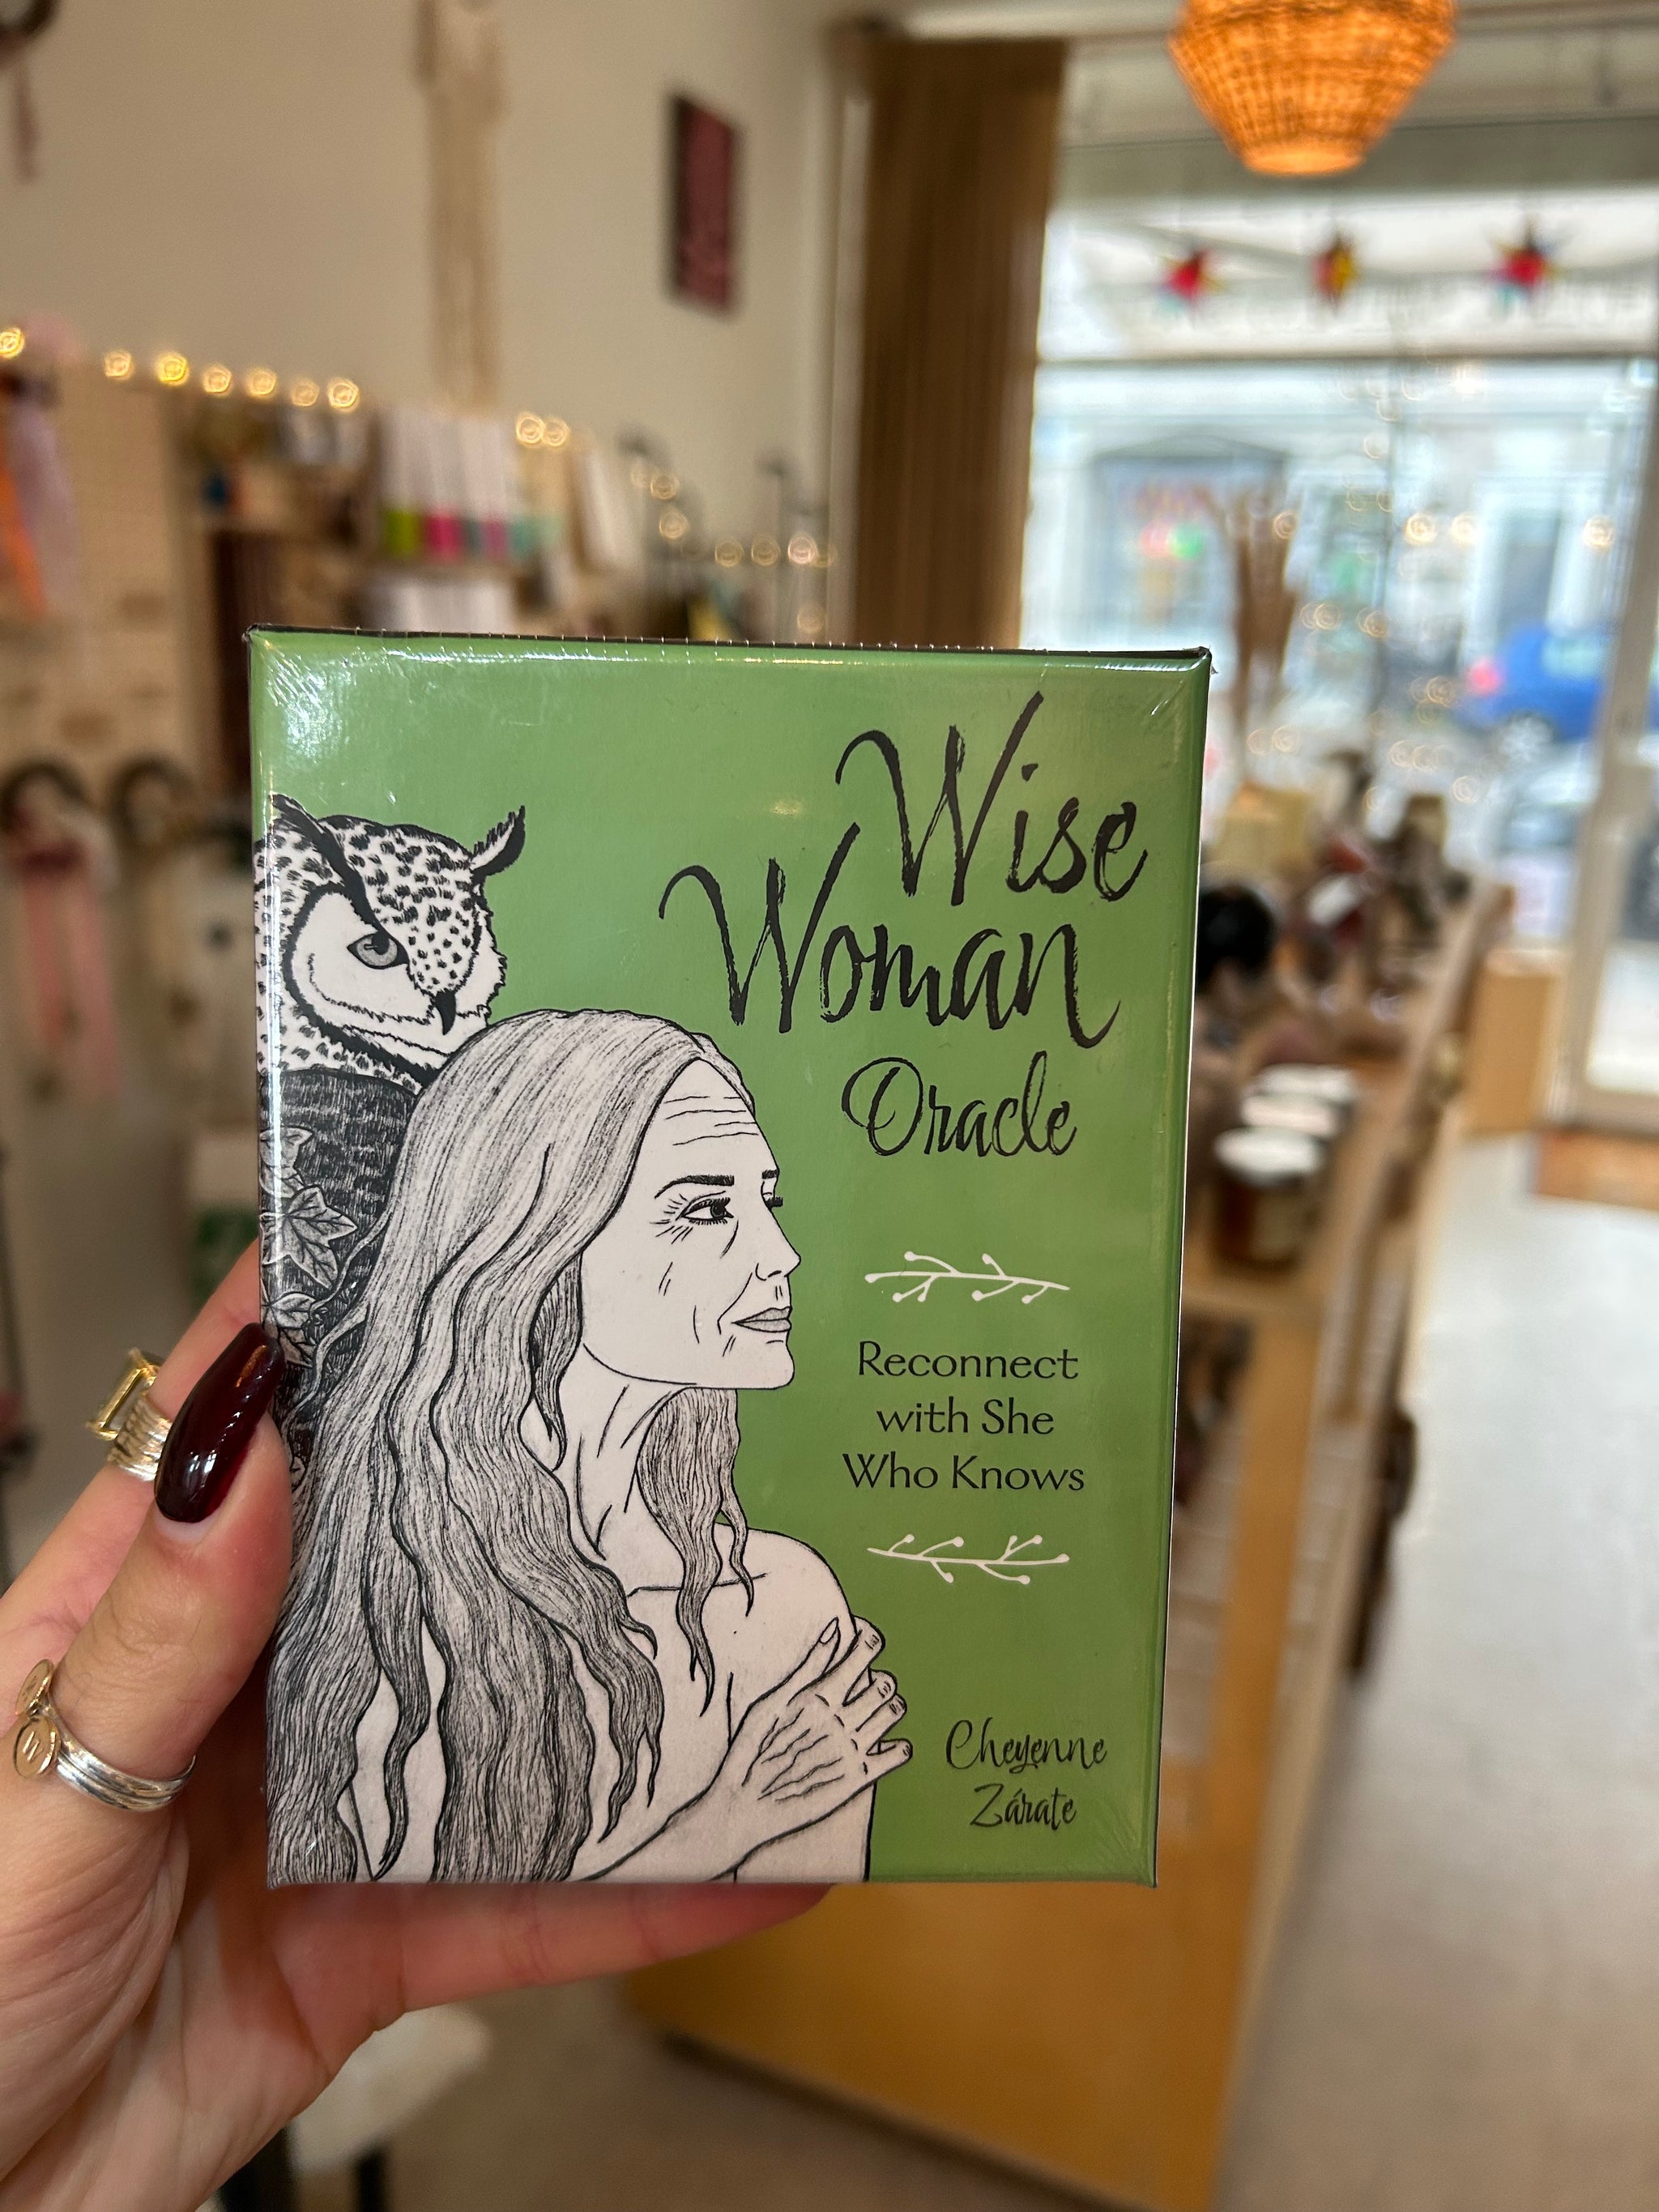 Wise
Woman
Oracle
Reconnect
with She
Who Knows
Cheyenne
Zárate